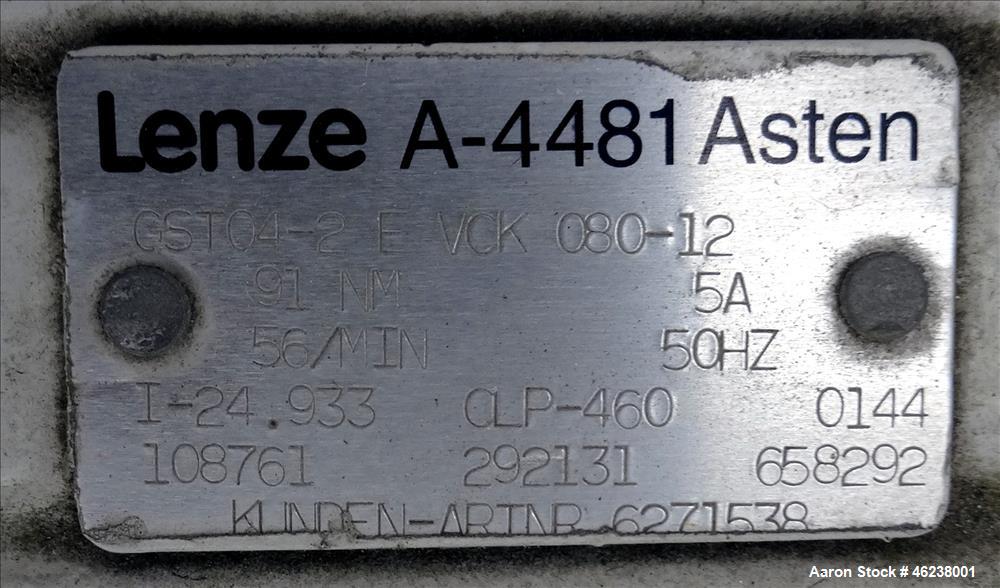 Lenze A-4481 Asten
GST04-2 E VCK 080-12
91 NM 5A
56/MIN 50HZ
I-24.933 CLP-460 0144
108761 292131 658292
KUNDEN-ARTNR 6271538
Aaron Stock # 46238001